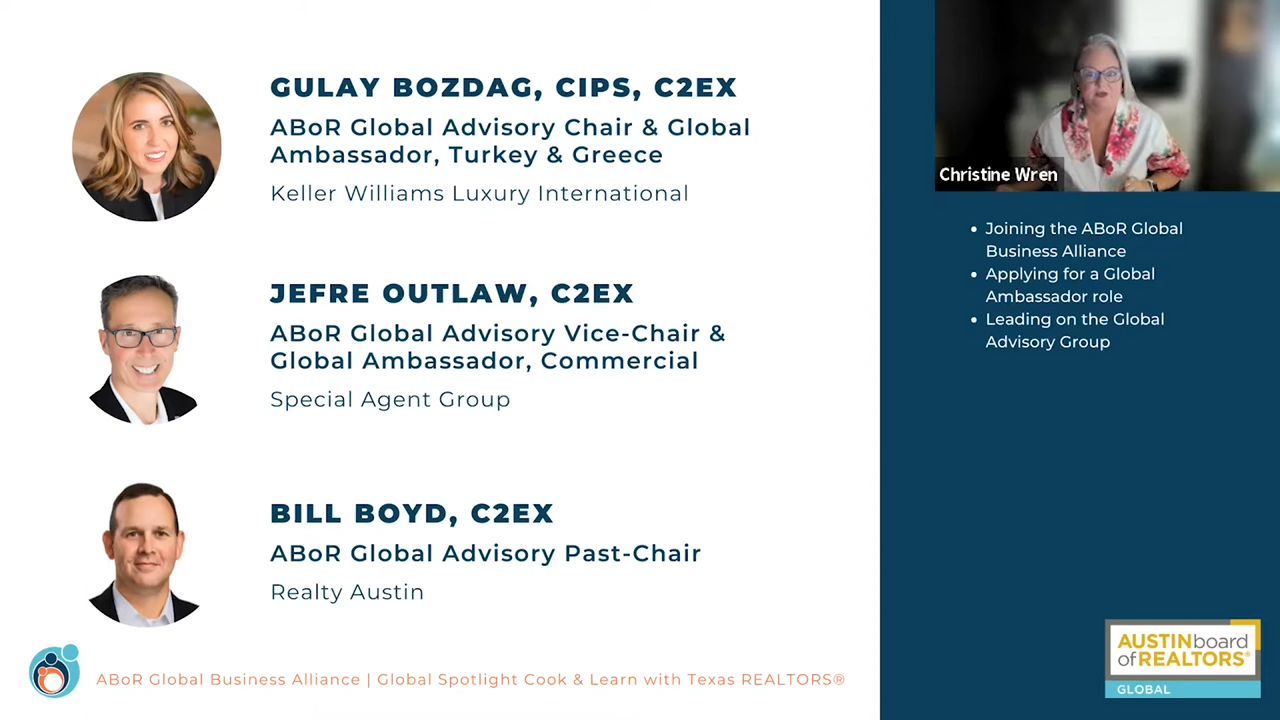 GULAY BOZDAG, CIPS, C2EX
ABoR Global Advisory Chair & Global
Ambassador, Turkey & Greece
Keller Williams Luxury International
JEFRE OUTLAW, C2EX
ABoR Global Advisory Vice-Chair &
Global Ambassador, Commercial
Special Agent Group
BILL BOYD, C2EX
ABoR Global Advisory Past-Chair
Realty Austin
ABoR Global Business Alliance | Global Spotlight Cook & Learn with Texas REALTORS®
Christine Wren
• Joining the ABoR Global
Business Alliance
• Applying for a Global
Ambassador role
• Leading on the Global
Advisory Group
AUSTINboard
of REALTORS®
GLOBAL